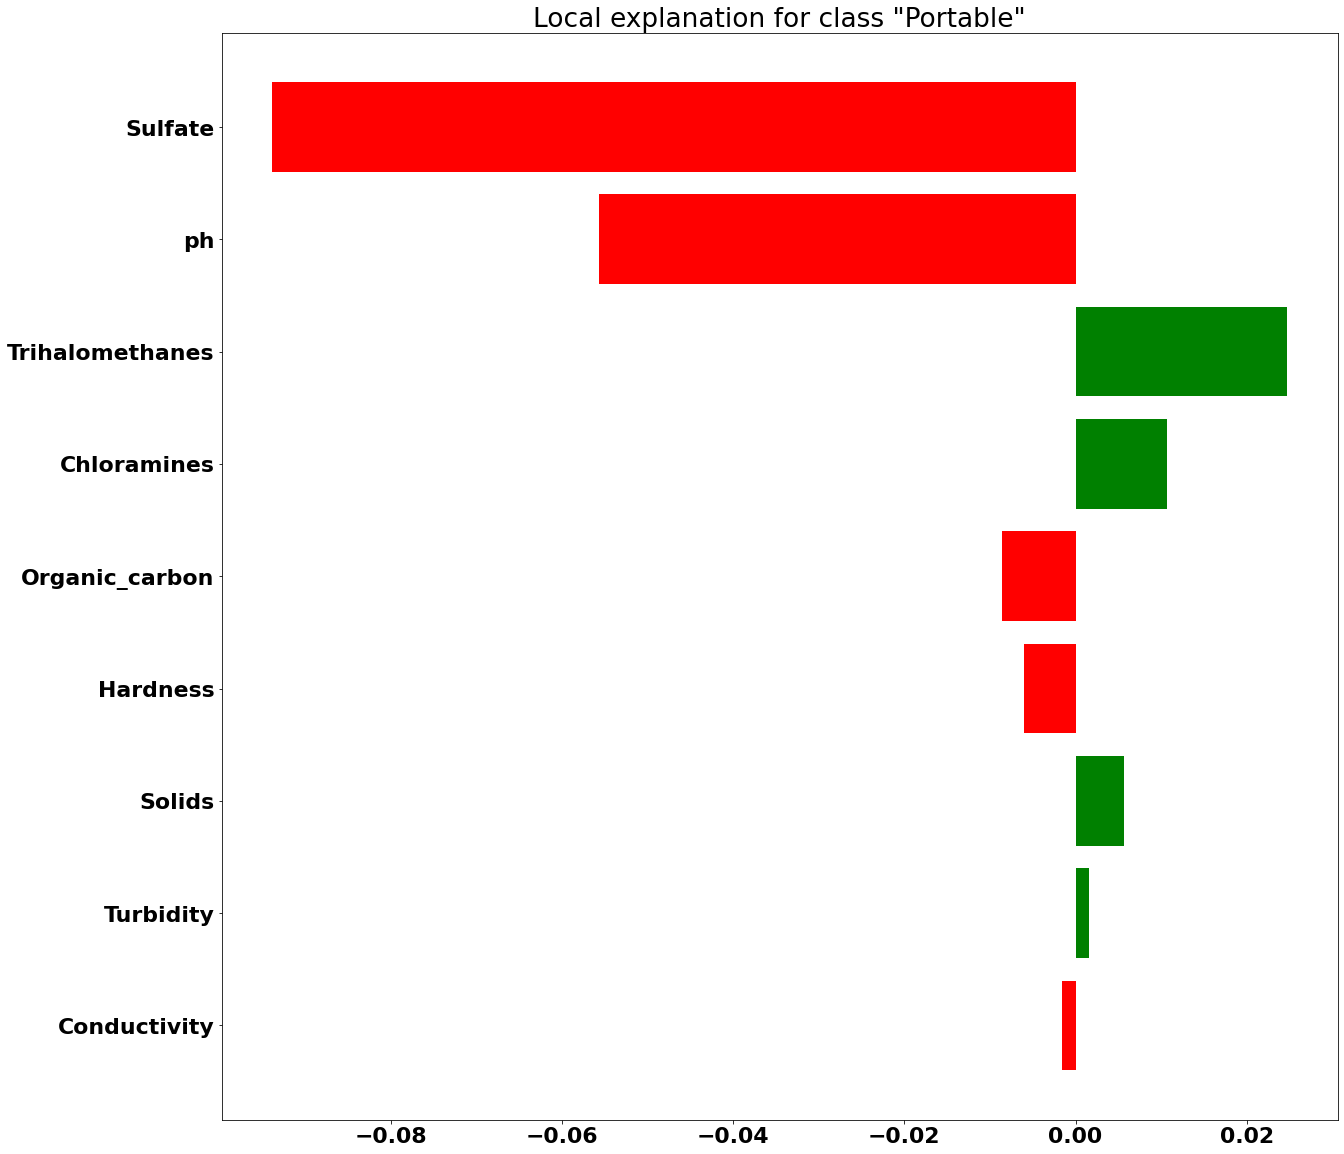 Local explanation for class "Portable"
Sulfate
ph
Trihalomethanes
Chloramines
Organic_carbon
Hardness
Solids
Turbidity
Conductivity
−0.08 −0.06 −0.04 −0.02 0.00 0.02